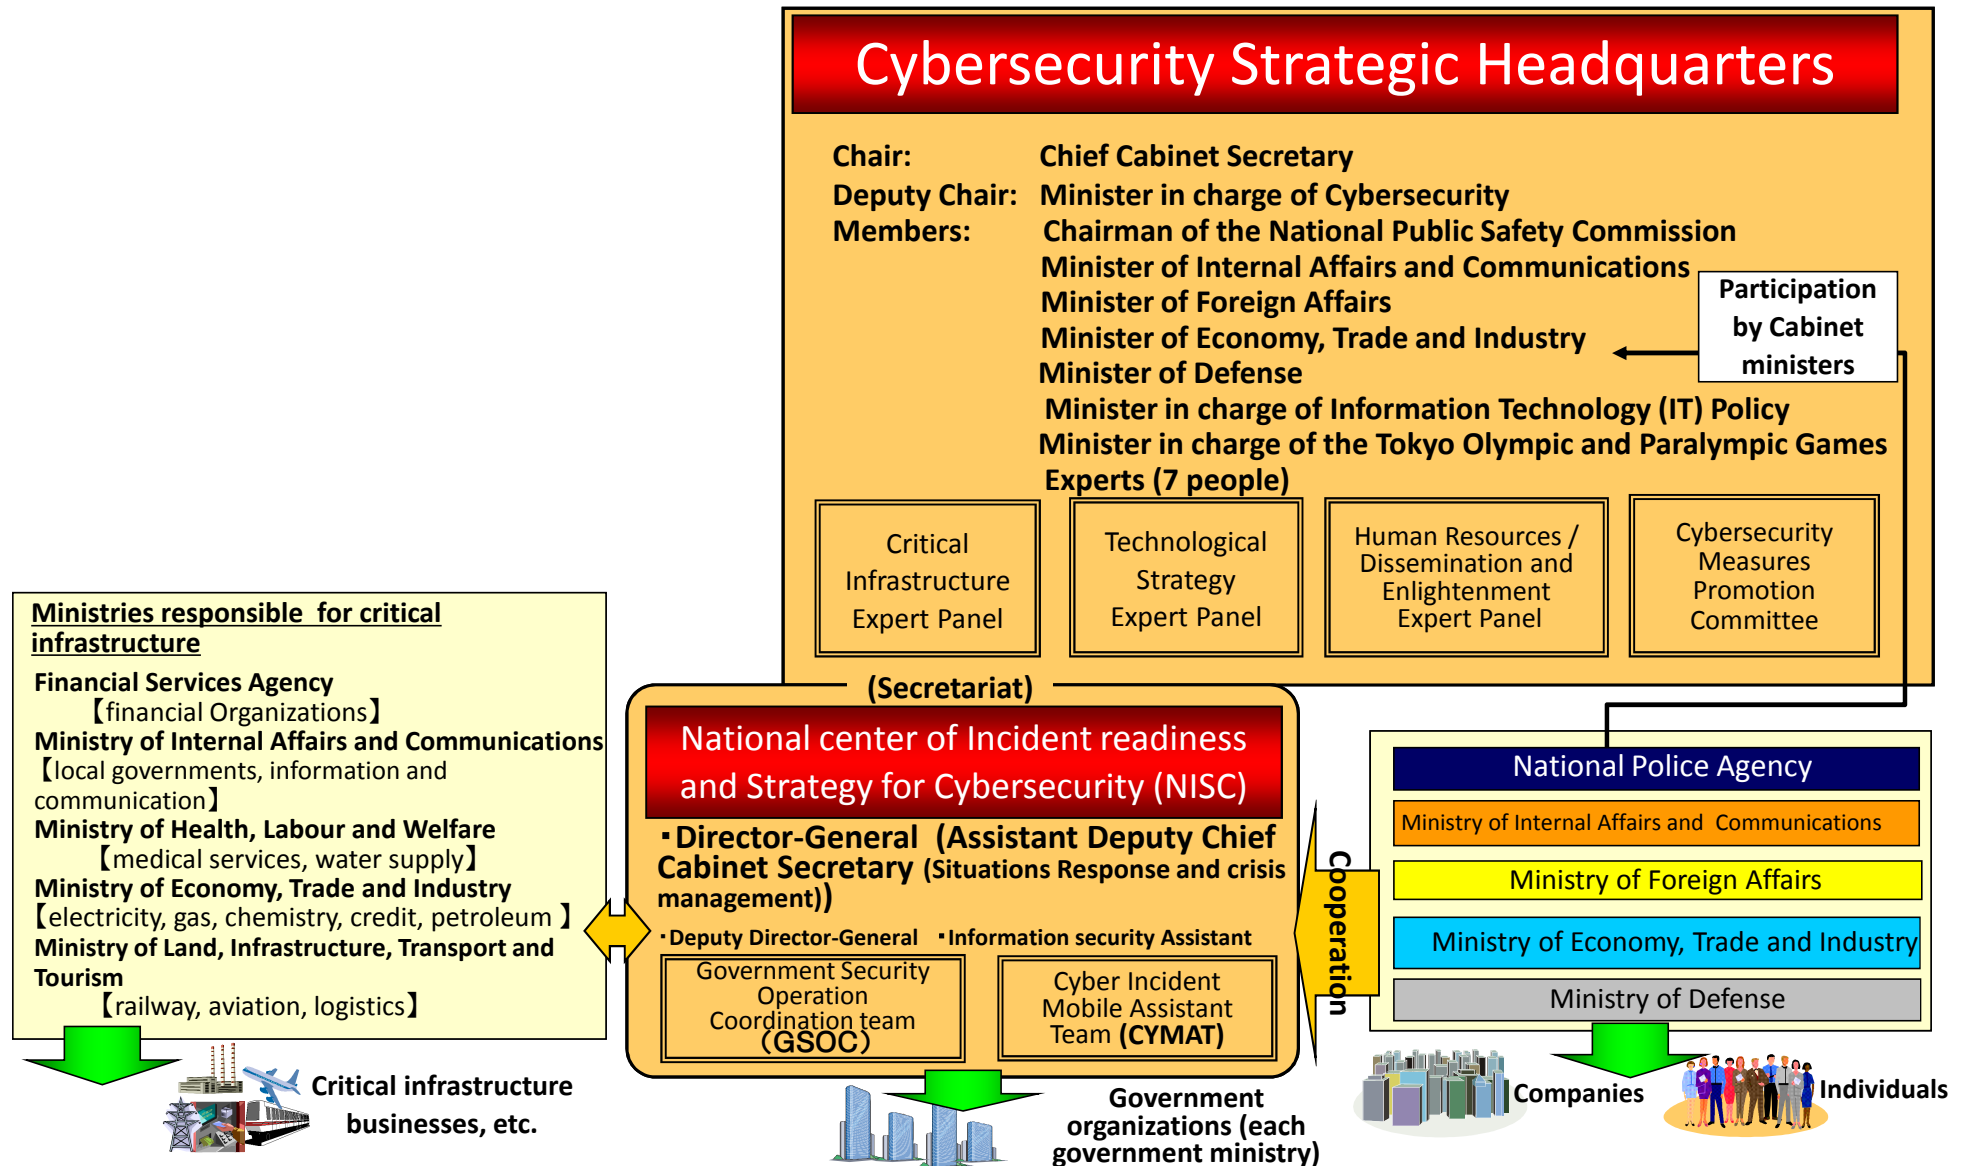 Cybersecurity Strategic Headquarters
Chair: Chief Cabinet Secretary
Deputy Chair: Minister in charge of Cybersecurity
Members: Chairman of the National Public Safety Commission
Minister of Internal Affairs and Communications
Minister of Foreign Affairs
Minister of Economy, Trade and Industry
Minister of Defense
Minister in charge of Information Technology (IT) Policy
Minister in charge of the Tokyo Olympic and Paralympic Games
Experts (7 people)
Participation
by Cabinet
ministers
Critical
Infrastructure
Expert Panel
Technological
Strategy
Expert Panel
Human Resources /
Dissemination and
Enlightenment
Expert Panel
Cybersecurity
Measures
Promotion
Committee
Ministries responsible for critical
infrastructure
Financial Services Agency
【financial Organizations】
Ministry of Internal Affairs and Communications
【local governments, information and
communication】
Ministry of Health, Labour and Welfare
【medical services, water supply】
Ministry of Economy, Trade and Industry
【electricity, gas, chemistry, credit, petroleum 】
Ministry of Land, Infrastructure, Transport and
Tourism
【railway, aviation, logistics】
Critical infrastructure
businesses, etc.
(Secretariat)
National center of Incident readiness
and Strategy for Cybersecurity (NISC)
・Director-General (Assistant Deputy Chief
Cabinet Secretary (Situations Response and crisis
management))
・Deputy Director-General ・Information security Assistant
Government Security
Operation
Coordination team
（GSOC）
Cyber Incident
Mobile Assistant
Team (CYMAT)
Government
organizations (each
government ministry)
Cooperation
National Police Agency
Ministry of Internal Affairs and Communications
Ministry of Foreign Affairs
Ministry of Economy, Trade and Industry
Ministry of Defense
Companies
Individuals